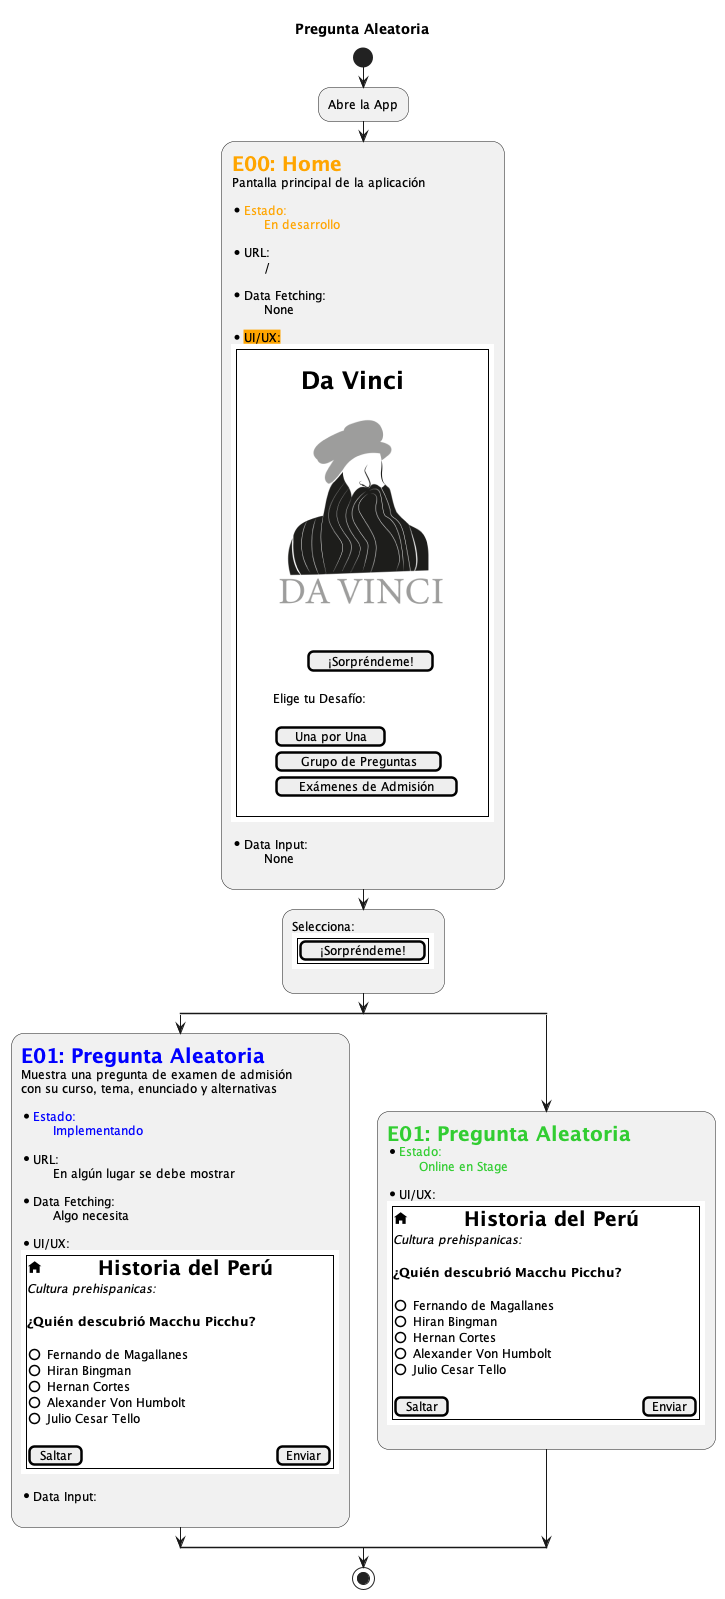 Pregunta Aleatoria
Abre la App
E00: Home
Pantalla principal de la aplicación
• Estado:
En desarrollo
• URL:
/
• Data Fetching:
None
• UI/UX:
Da Vinci
DA VINCI
¡Sorpréndeme!
Elige tu Desafío:
Una por Una
Grupo de Preguntas
Exámenes de Admisión
• Data Input:
None
Selecciona:
¡Sorpréndeme!
E01: Pregunta Aleatoria
Muestra una pregunta de examen de admisión
con su curso, tema, enunciado y alternativas
• Estado:
Implementando
• URL:
En algún lugar se debe mostrar
• Data Fetching:
Algo necesita
• UI/UX:
Historia del Perú
Cultura prehispanicas:
¿Quién descubrió Macchu Picchu?
Fernando de Magallanes
Hiran Bingman
Hernan Cortes
Alexander Von Humbolt
Julio Cesar Tello
Saltar Enviar
• Data Input:
E01: Pregunta Aleatoria
• Estado:
Online en Stage
• UI/UX:
Historia del Perú
Cultura prehispanicas:
¿Quién descubrió Macchu Picchu?
Fernando de Magallanes
Hiran Bingman
Hernan Cortes
Alexander Von Humbolt
Julio Cesar Tello
Saltar Enviar